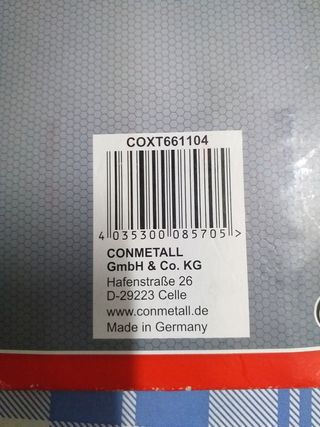 COXT661104
4 035300 085705 >
CONMETALL
GmbH & Co. KG
Hafenstraße 26
D-29223 Celle
www.conmetall.de
Made in Germany